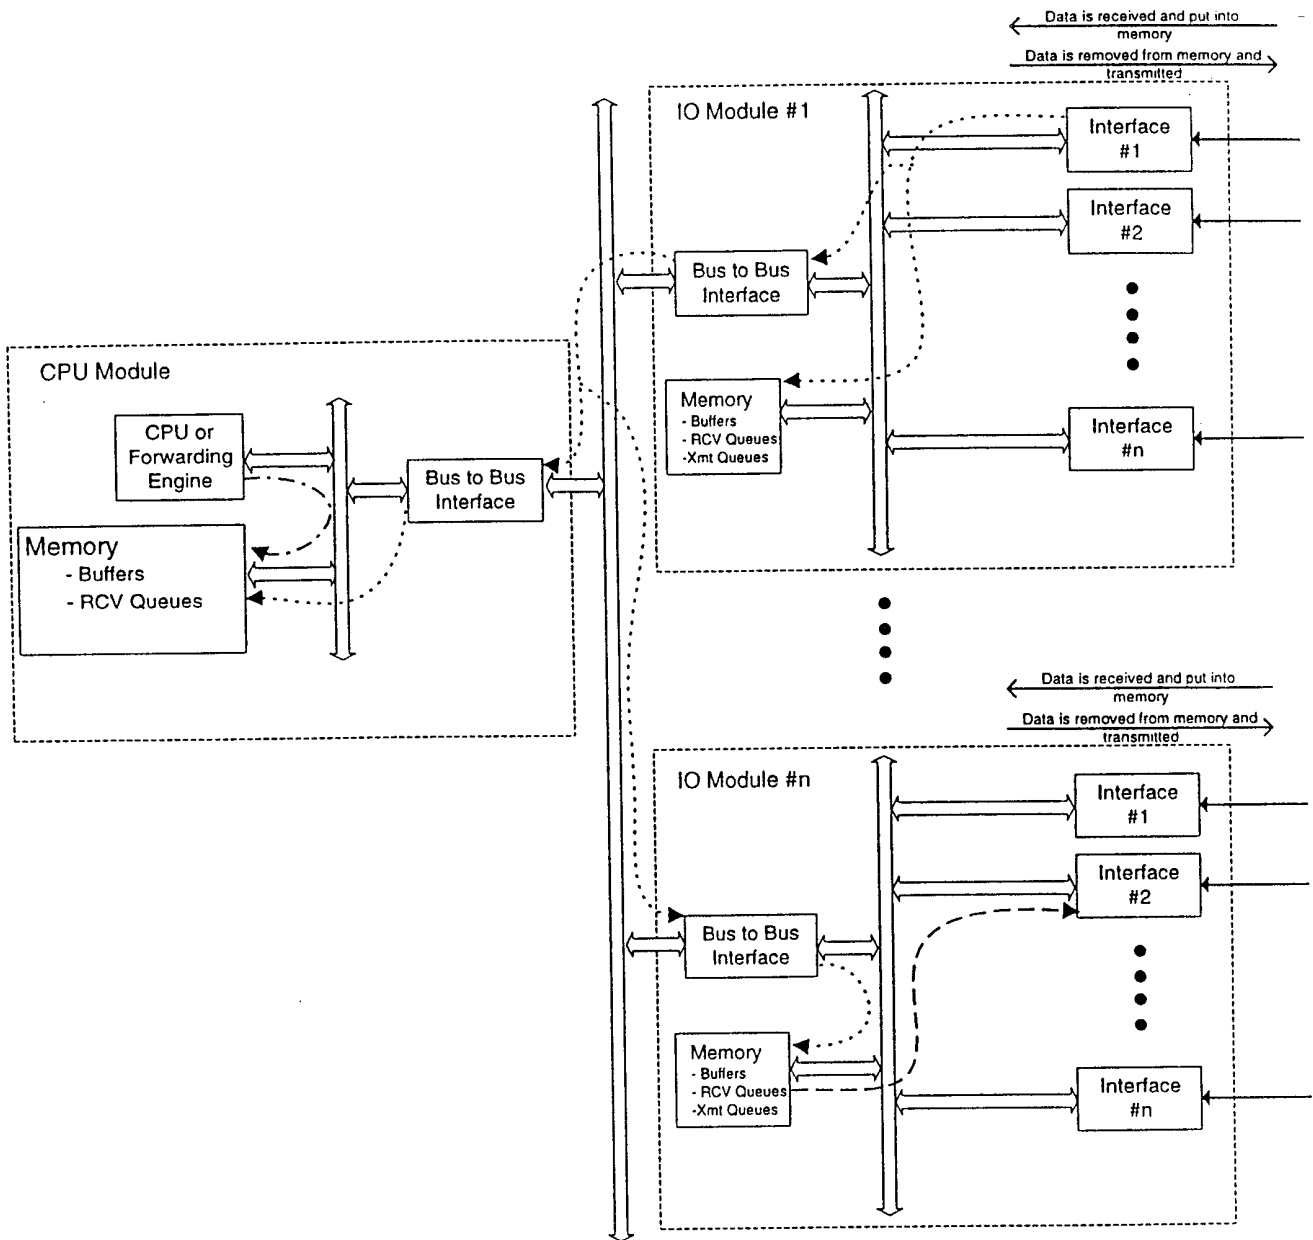 Data is received and put into
memory
Data is removed from memory and
transmitted
IO Module #1
Interface
#1
Interface
#2
Bus to Bus
Interface
Memory
- Buffers
- RCV Queues
-Xmt Queues
Interface
#n
CPU Module
CPU or
Forwarding
Engine
Bus to Bus
Interface
Memory
- Buffers
- RCV Queues
Data is received and put into
memory
Data is removed from memory and
transmitted
IO Module #n
Interface
#1
Interface
#2
Bus to Bus
Interface
Memory
- Buffers
- RCV Queues
-Xmt Queues
Interface
#n